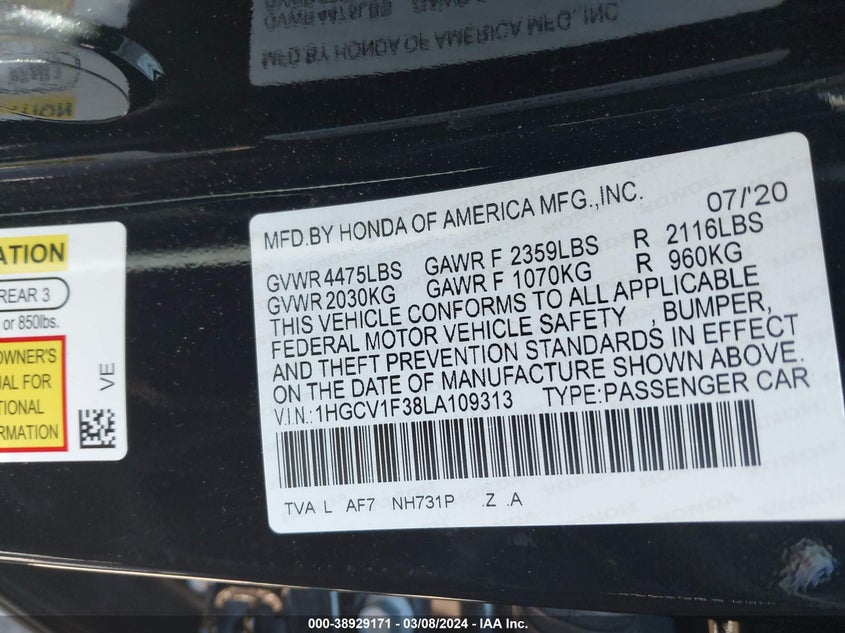 MFD BY HONDA OF AMERICA MFG., INC
ATION
REAR 3
or 850lbs.
OWNER'S
UAL FOR
TIONAL
ORMATION
VE
MFD.BY HONDA OF AMERICA MFG.,INC. 07/'20
GVWR 4475LBS GAWR F 2359LBS R 2116LBS
GVWR 2030KG GAWR F 1070KG R 960KG
THIS VEHICLE CONFORMS TO ALL APPLICABLE
FEDERAL MOTOR VEHICLE SAFETY , BUMPER,
AND THEFT PREVENTION STANDARDS IN EFFECT
ON THE DATE OF MANUFACTURE SHOWN ABOVE.
V.I.N.:1HGCV1F38LA109313 TYPE:PASSENGER CAR
TVA L AF7 NH731P .Z .A
000-38929171 - 03/08/2024 - IAA Inc.